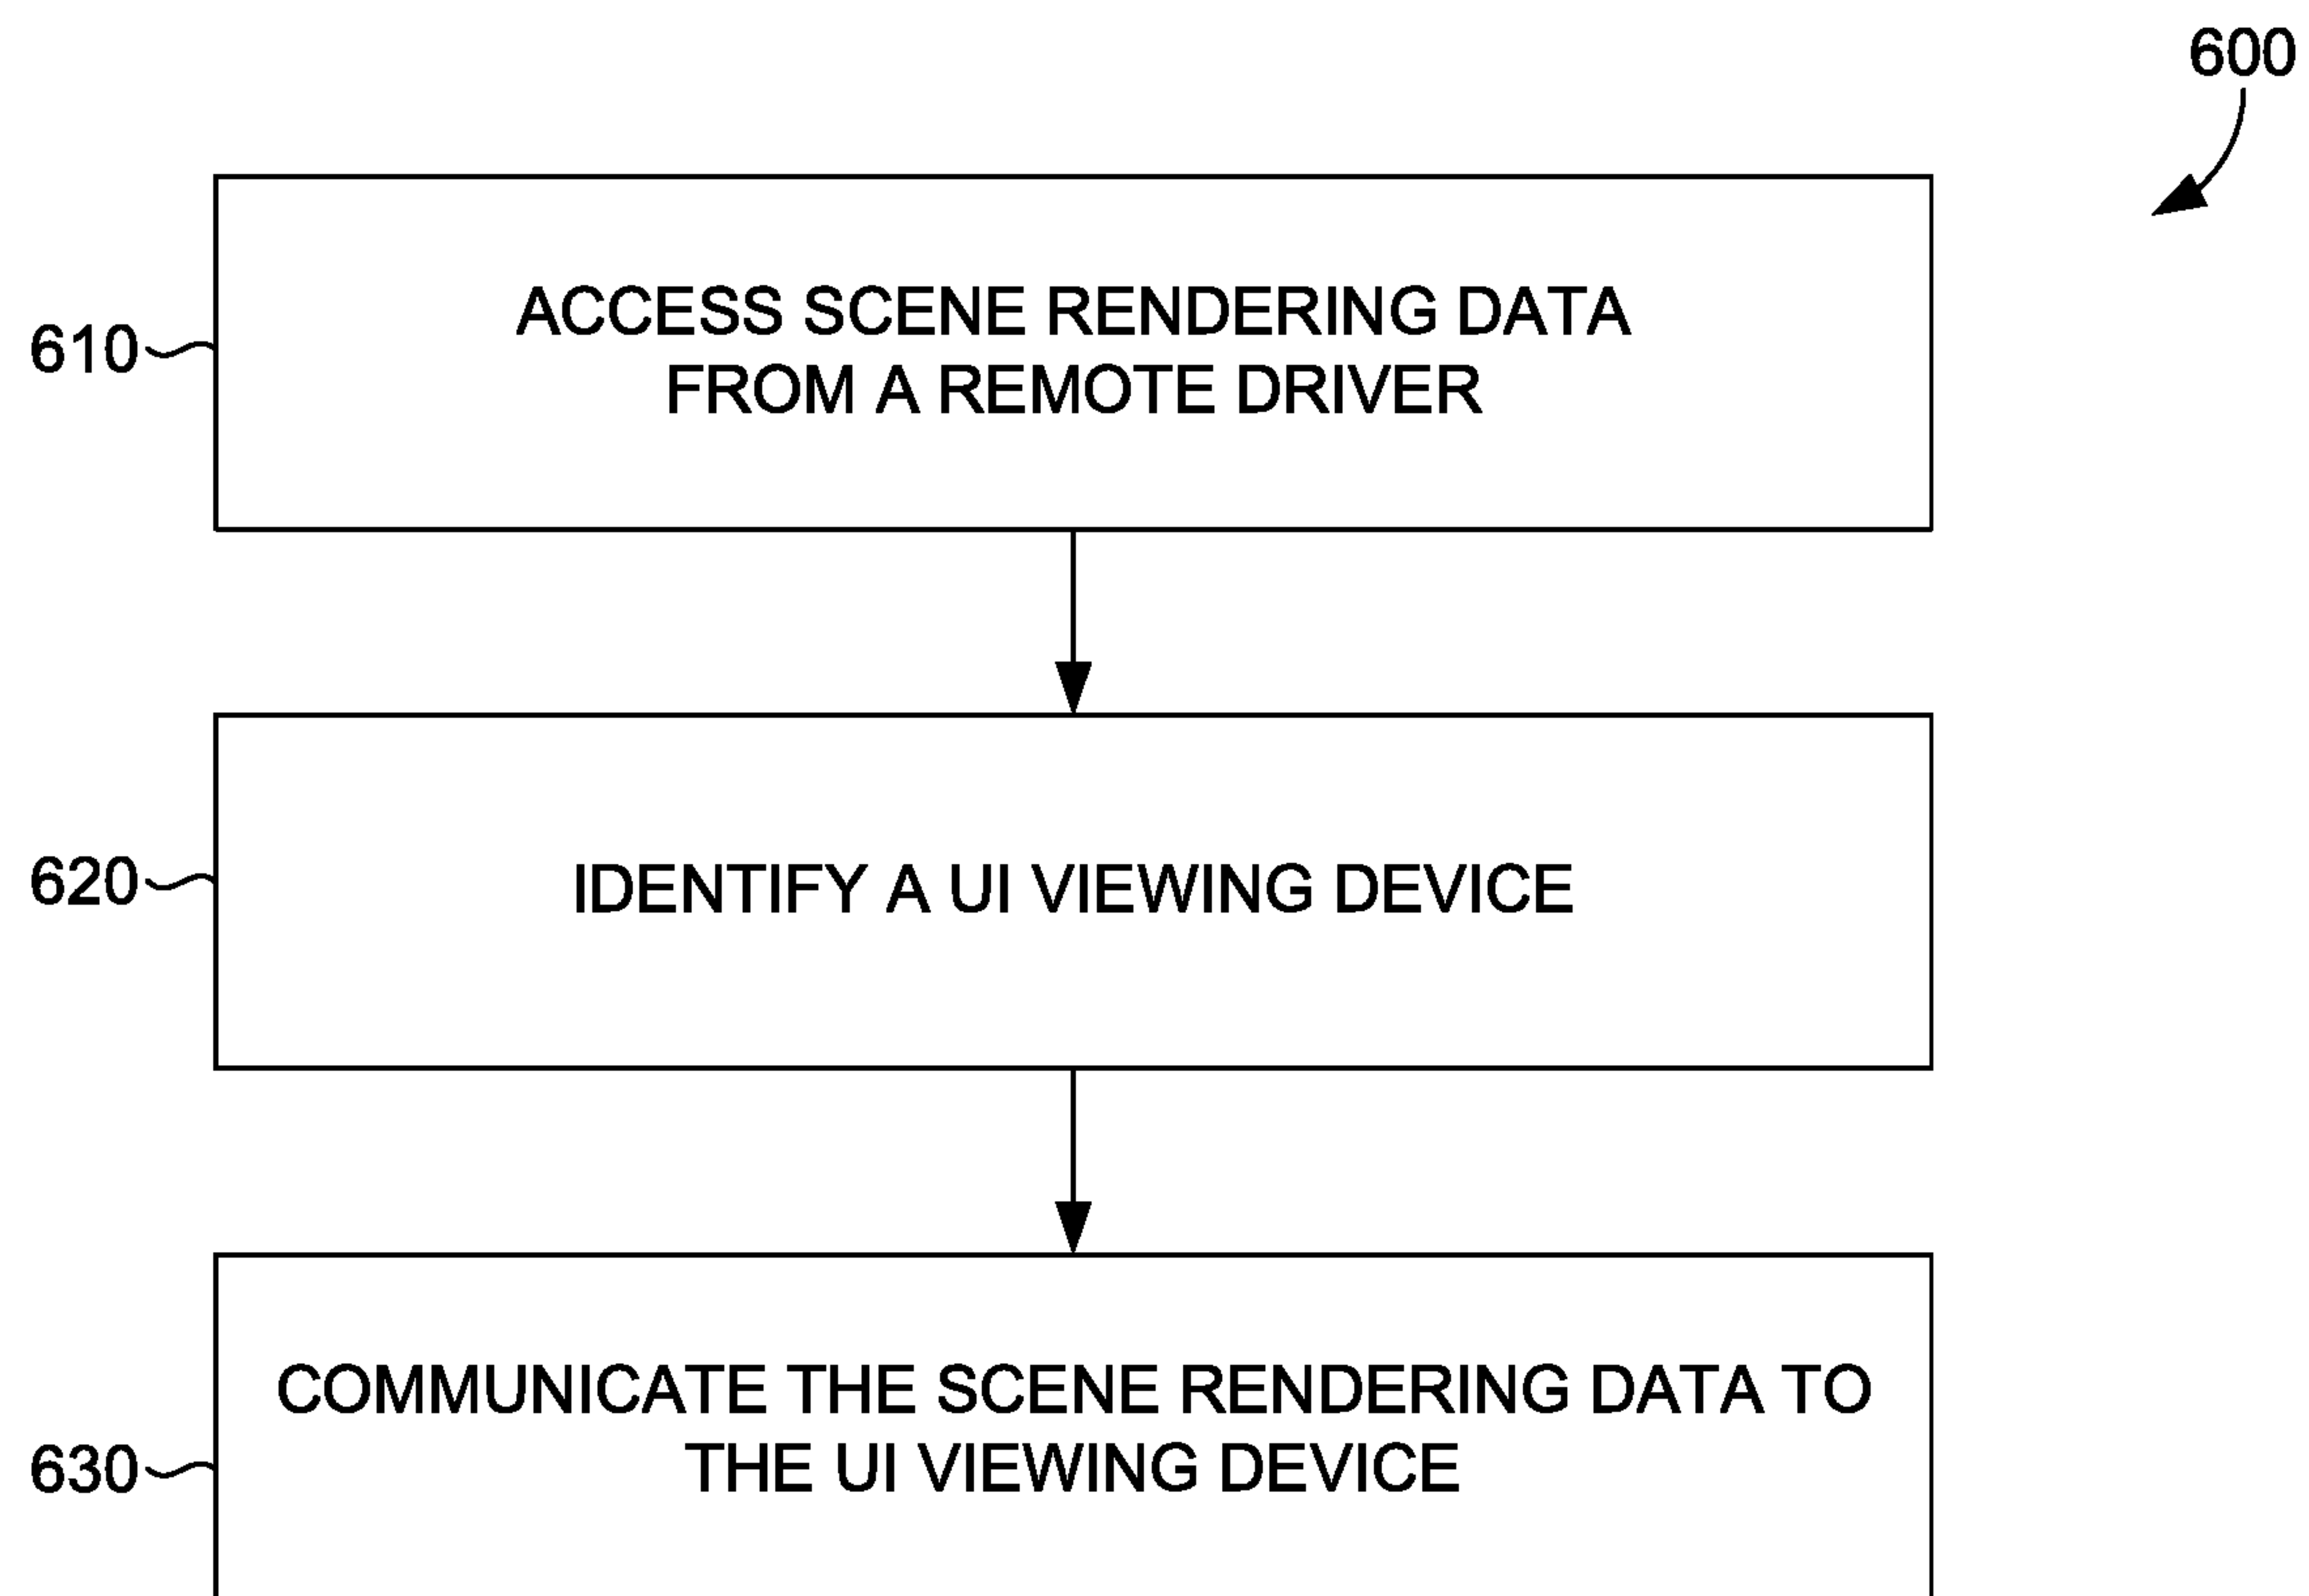 600
610
ACCESS SCENE RENDERING DATA
FROM A REMOTE DRIVER
620
IDENTIFY A UI VIEWING DEVICE
630
COMMUNICATE THE SCENE RENDERING DATA TO
THE UI VIEWING DEVICE